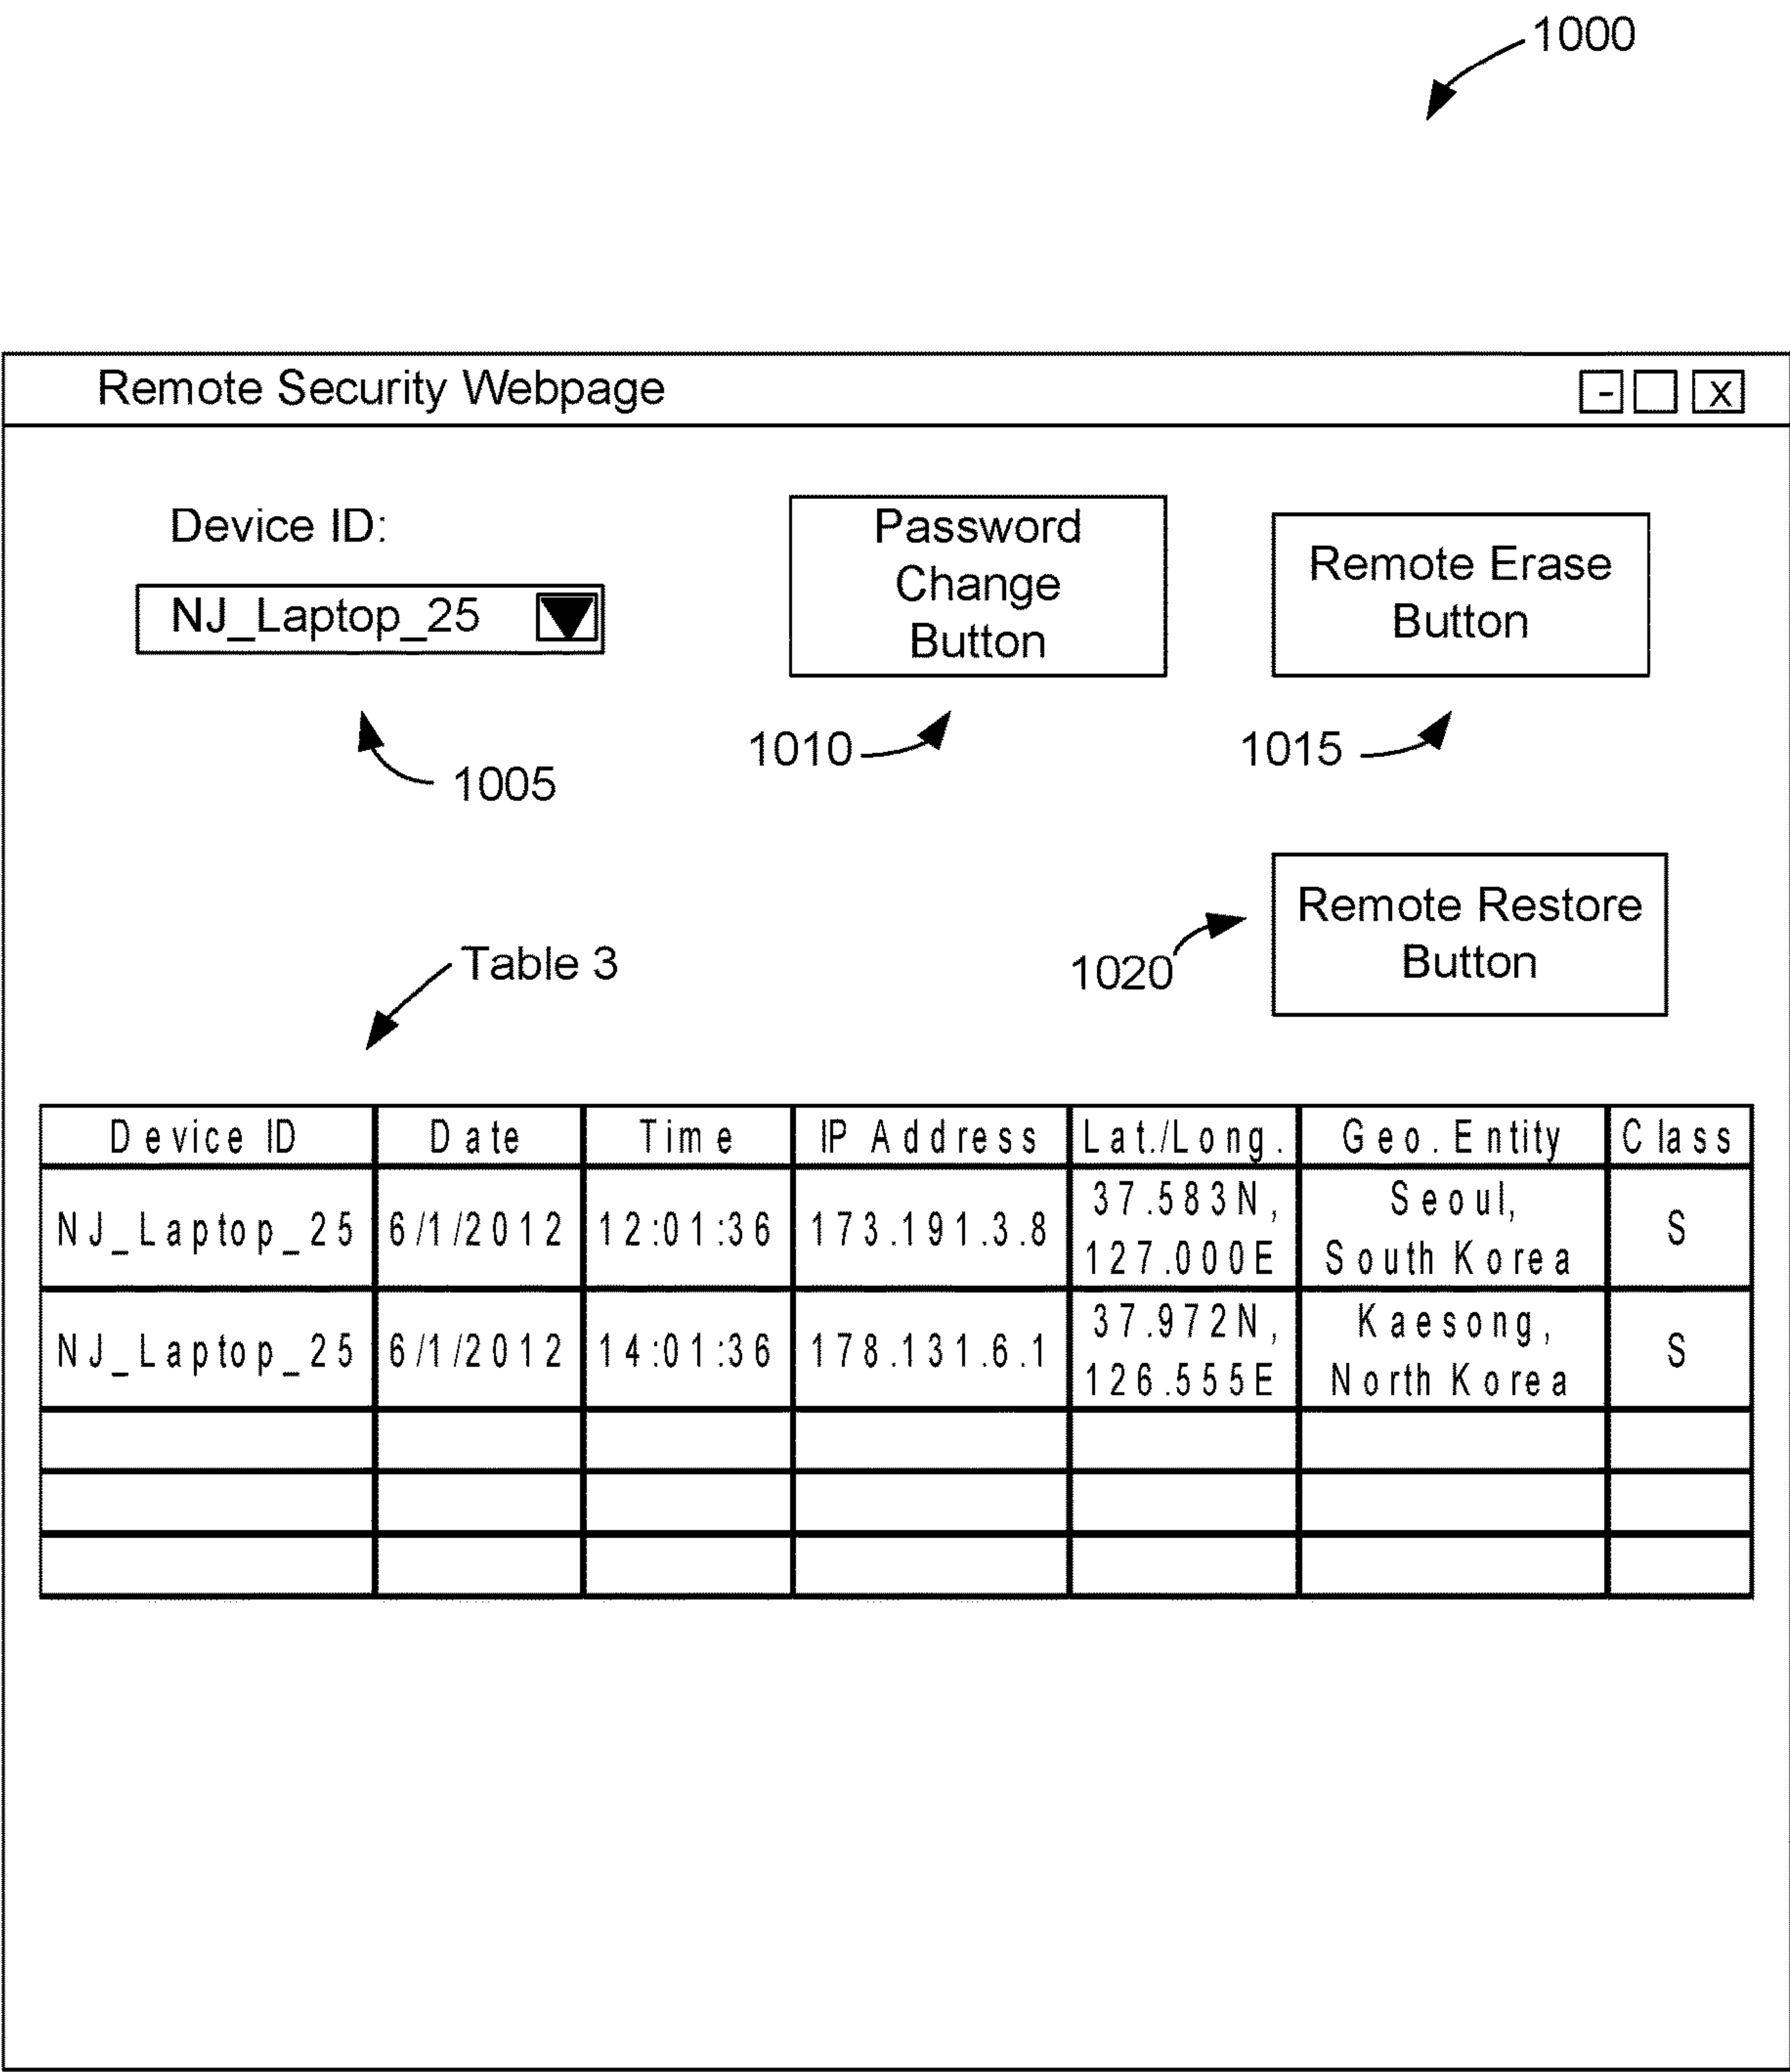 1000
Remote Security Webpage
- X
Device ID:
NJ_Laptop_25
1005
Password
Change
Button
1010
Remote Erase
Button
1015
Remote Restore
Button
1020
Table 3
Device ID Date Time IP Address Lat./Long. Geo. Entity Class
NJ_Laptop_25 6/1/2012 12:01:36 173.191.3.8 37.583N, 127.000E Seoul, South Korea S
NJ_Laptop_25 6/1/2012 14:01:36 178.131.6.1 37.972N, 126.555E Kaesong, North Korea S